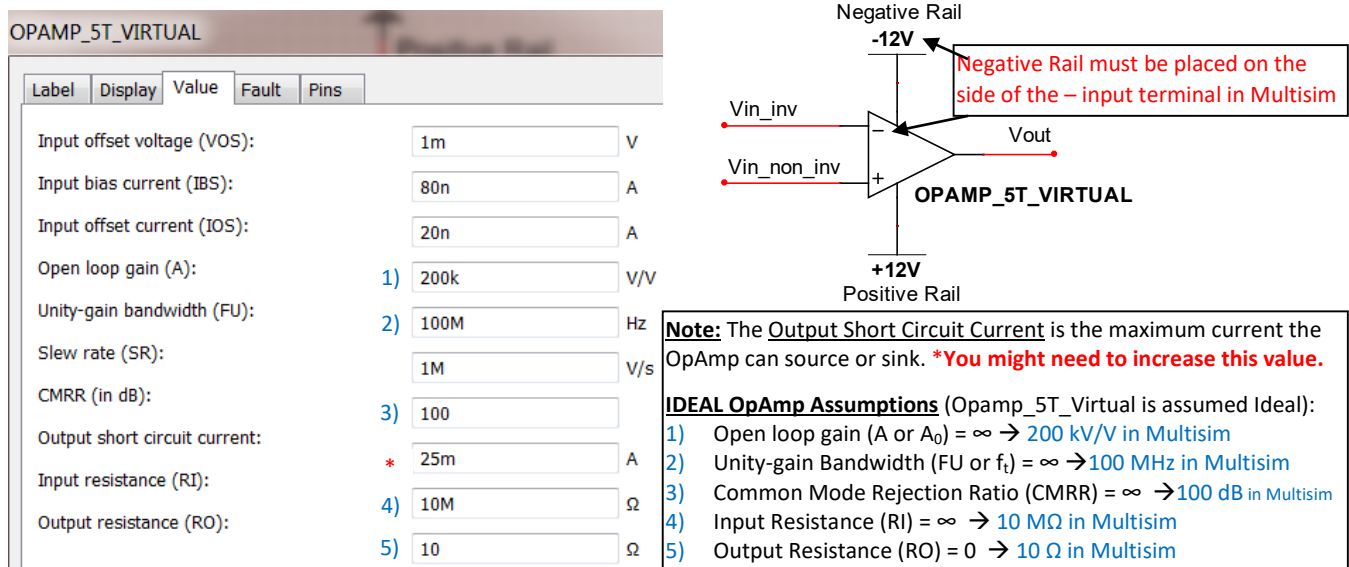 OPAMP_5T_VIRTUAL
Label Display Value Fault Pins
Input offset voltage (VOS): 1m V
Input bias current (IBS): 80n A
Input offset current (IOS): 20n A
Open loop gain (A): 1) 200k V/V
Unity-gain bandwidth (FU): 2) 100M Hz
Slew rate (SR): 1M V/s
CMRR (in dB): 3) 100
Output short circuit current: * 25m A
Input resistance (RI): 4) 10M Ω
Output resistance (RO): 5) 10 Ω
Negative Rail
-12V
Negative Rail must be placed on the
side of the – input terminal in Multisim
Vin_inv
Vout
Vin_non_inv
−
+
OPAMP_5T_VIRTUAL
+12V
Positive Rail
Note: The Output Short Circuit Current is the maximum current the
OpAmp can source or sink. *You might need to increase this value.
IDEAL OpAmp Assumptions (Opamp_5T_Virtual is assumed Ideal):
1) Open loop gain (A or A₀) = ∞ → 200 kV/V in Multisim
2) Unity-gain Bandwidth (FU or fₜ) = ∞ →100 MHz in Multisim
3) Common Mode Rejection Ratio (CMRR) = ∞ →100 dB in Multisim
4) Input Resistance (RI) = ∞ → 10 MΩ in Multisim
5) Output Resistance (RO) = 0 → 10 Ω in Multisim